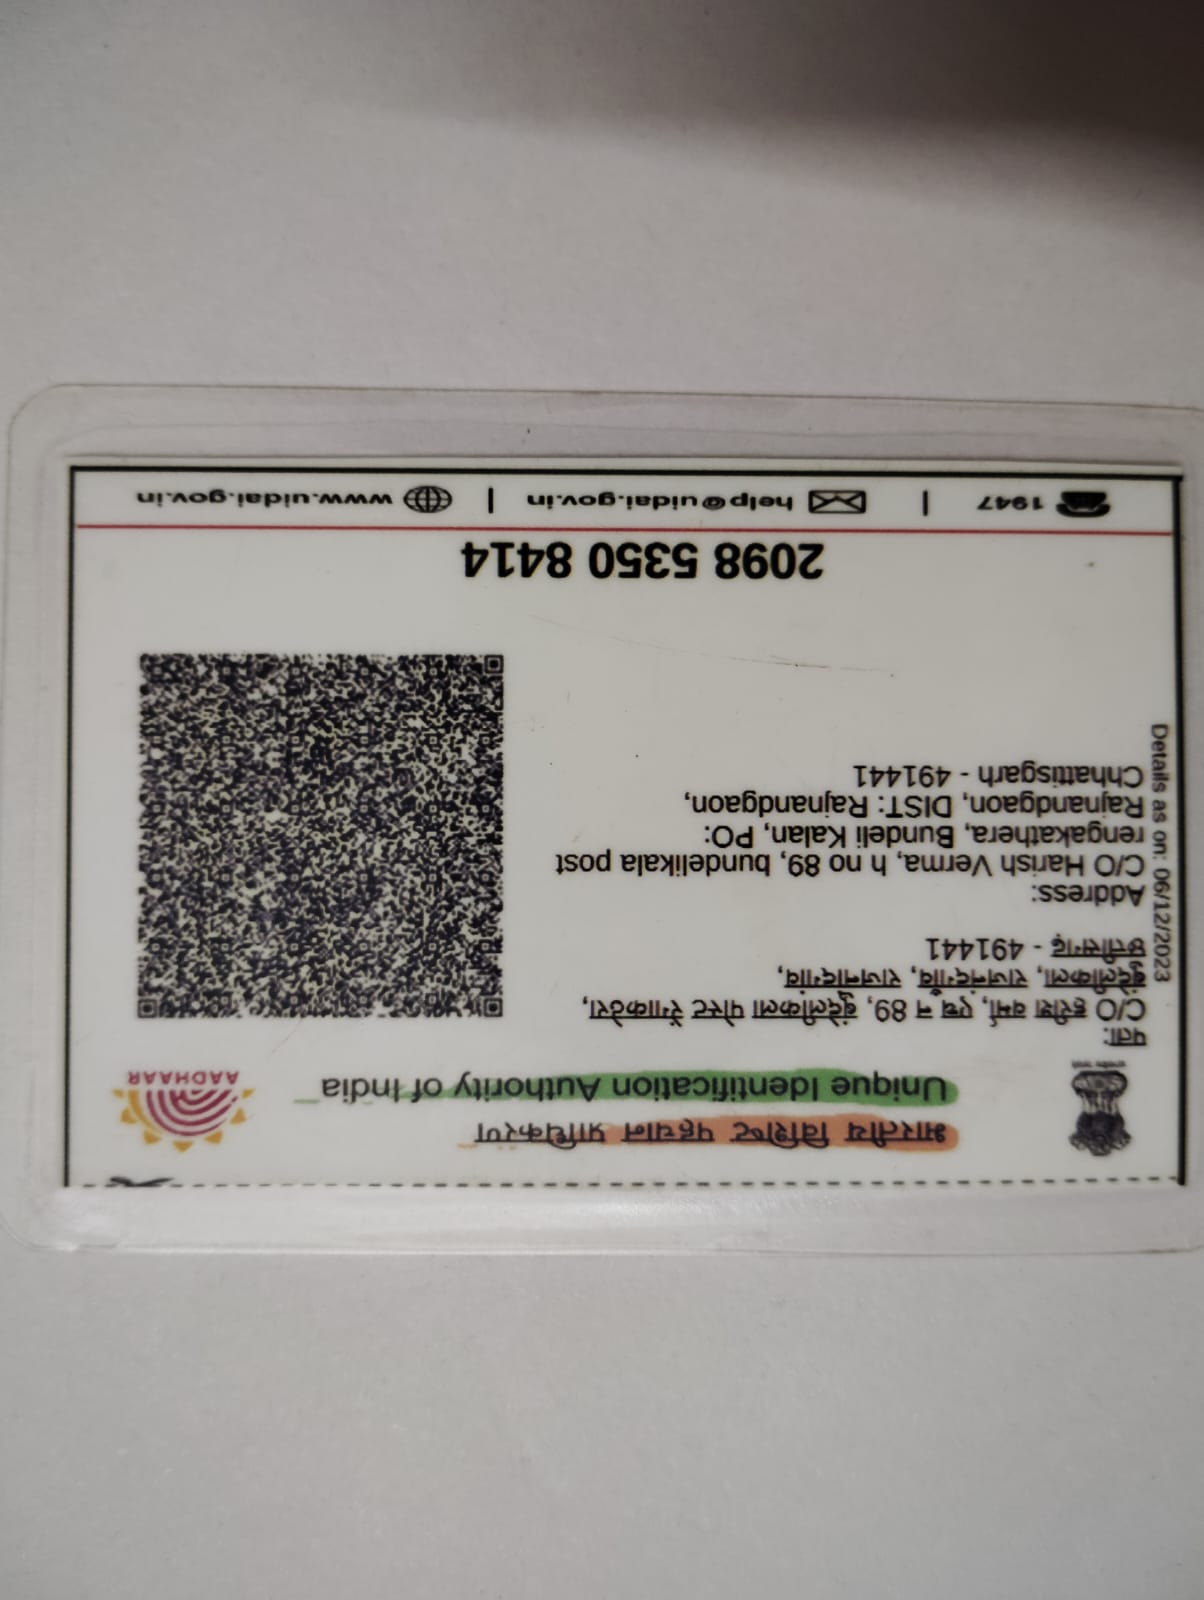 भारतीय विशिष्ट पहचान प्राधिकरण
Unique Identification Authority of India
AADHAAR
पता:
C/O हरीश वर्मा, एच न 89, बुंदेलीकला पोस्ट रेंगाकठेरा,
बुंदेलीकला, राजनंदगाँव, राजनान्दगांव,
छत्तीसगढ़ - 491441
Address:
C/O Harish Verma, h no 89, bundelikala post
rengakathera, Bundeli Kalan, PO:
Rajnandgaon, DIST: Rajnandgaon,
Chhattisgarh - 491441
Details as on: 06/12/2023
2098 5350 8414
1947 | help@uidai.gov.in | www.uidai.gov.in